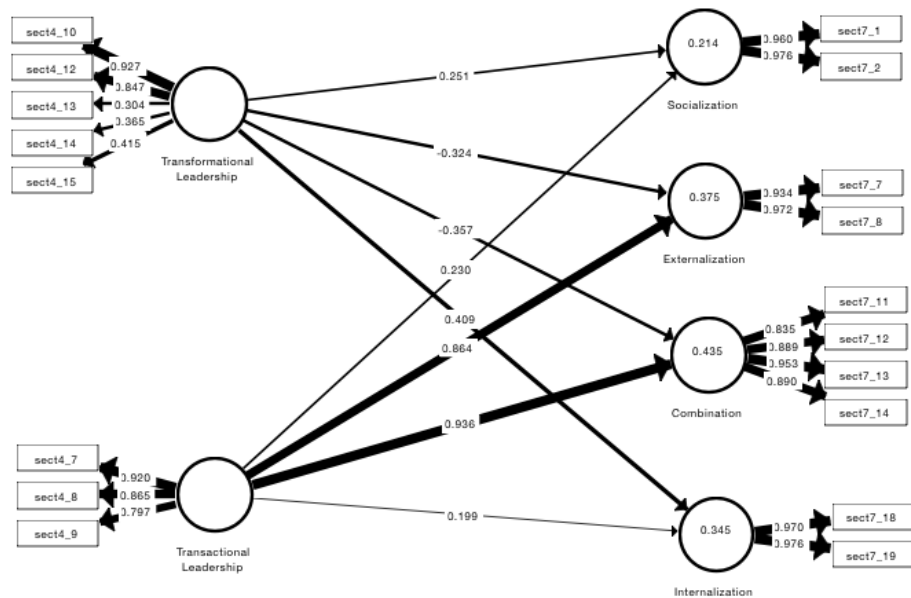 sect4_10
sect4_12
sect4_13
sect4_14
sect4_15
0.927
0.847
0.304
0.365
0.415
Transformational
Leadership
sect4_7
sect4_8
sect4_9
0.920
0.865
0.797
Transactional
Leadership
0.251
-0.324
-0.357
0.230
0.409
0.864
0.936
0.199
0.214
Socialization
0.960
0.976
sect7_1
sect7_2
0.375
Externalization
0.934
0.972
sect7_7
sect7_8
0.435
Combination
0.835
0.889
0.953
0.890
sect7_11
sect7_12
sect7_13
sect7_14
0.345
Internalization
0.970
0.976
sect7_18
sect7_19